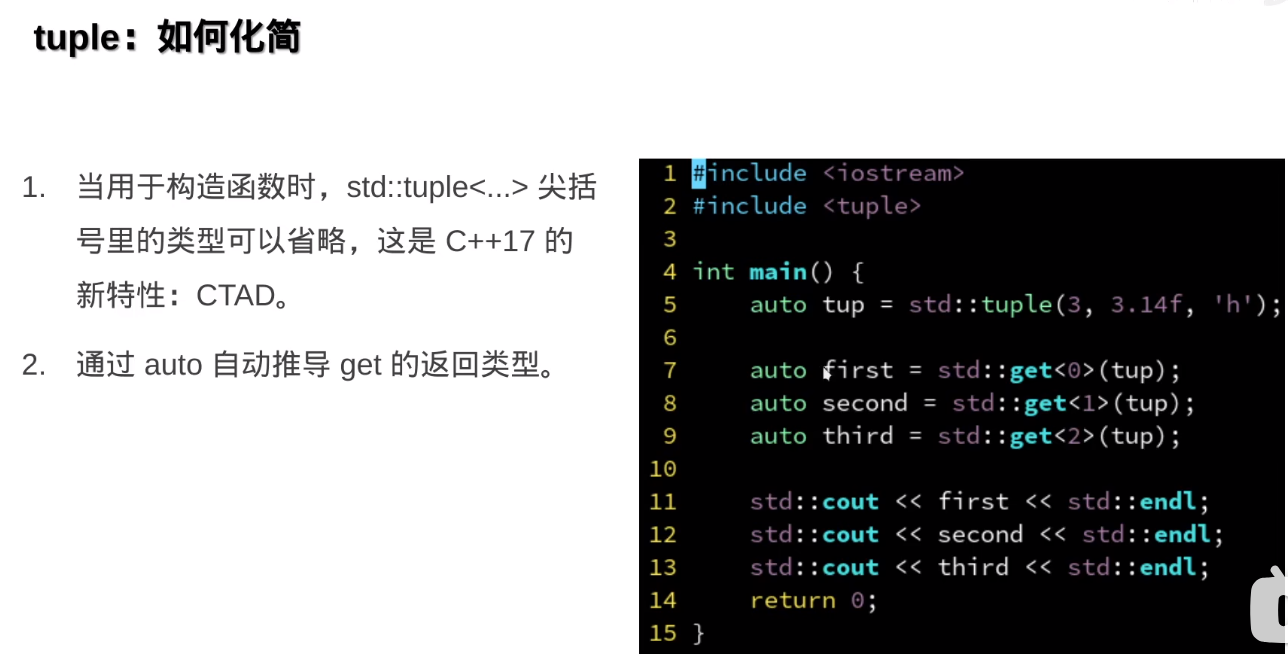 tuple：如何化简
1. 当用于构造函数时，std::tuple<...> 尖括
号里的类型可以省略，这是 C++17 的
新特性：CTAD。
2. 通过 auto 自动推导 get 的返回类型。
1 #include <iostream>
2 #include <tuple>
3
4 int main() {
5     auto tup = std::tuple(3, 3.14f, 'h');
6
7     auto first = std::get<0>(tup);
8     auto second = std::get<1>(tup);
9     auto third = std::get<2>(tup);
10
11     std::cout << first << std::endl;
12     std::cout << second << std::endl;
13     std::cout << third << std::endl;
14     return 0;
15 }